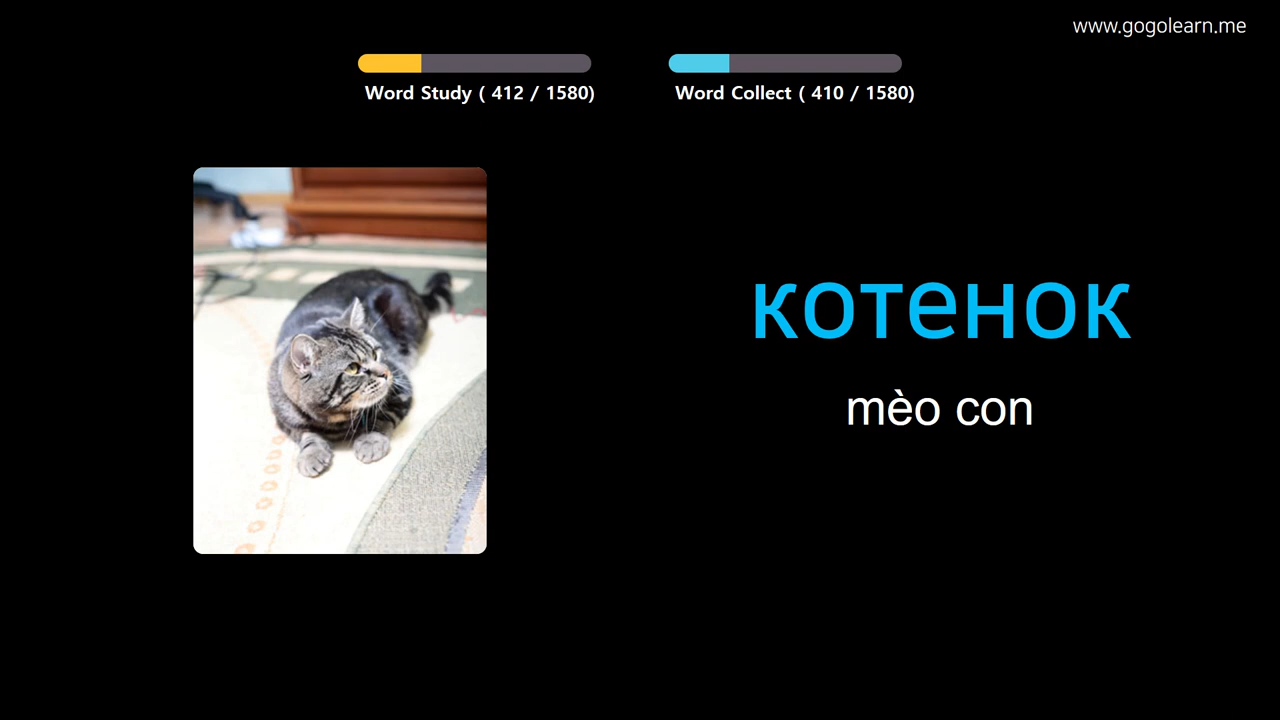 www.gogolearn.me
Word Study ( 412 / 1580)
Word Collect ( 410 / 1580)
котенок
mèo con